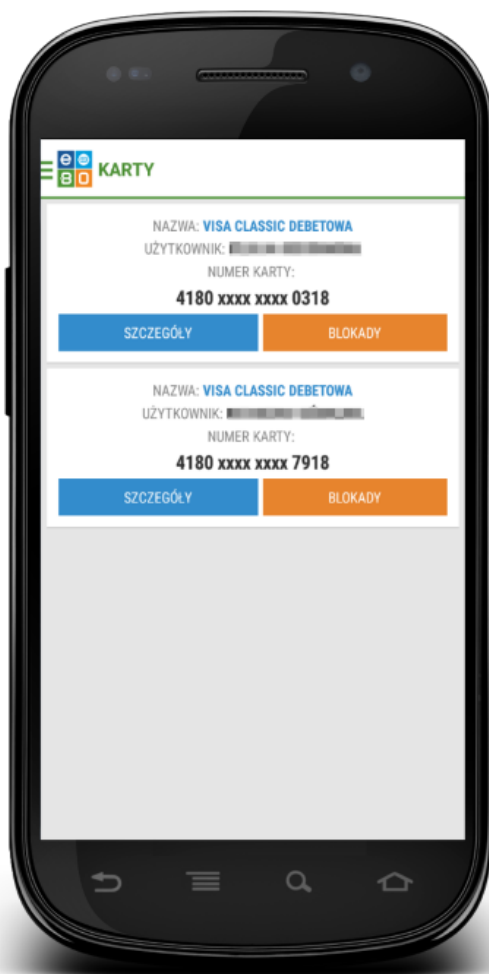 eBO
KARTY
NAZWA: VISA CLASSIC DEBETOWA
UŻYTKOWNIK:
NUMER KARTY:
4180 xxxx xxxx 0318
SZCZEGÓŁY BLOKADY
NAZWA: VISA CLASSIC DEBETOWA
UŻYTKOWNIK:
NUMER KARTY:
4180 xxxx xxxx 7918
SZCZEGÓŁY BLOKADY